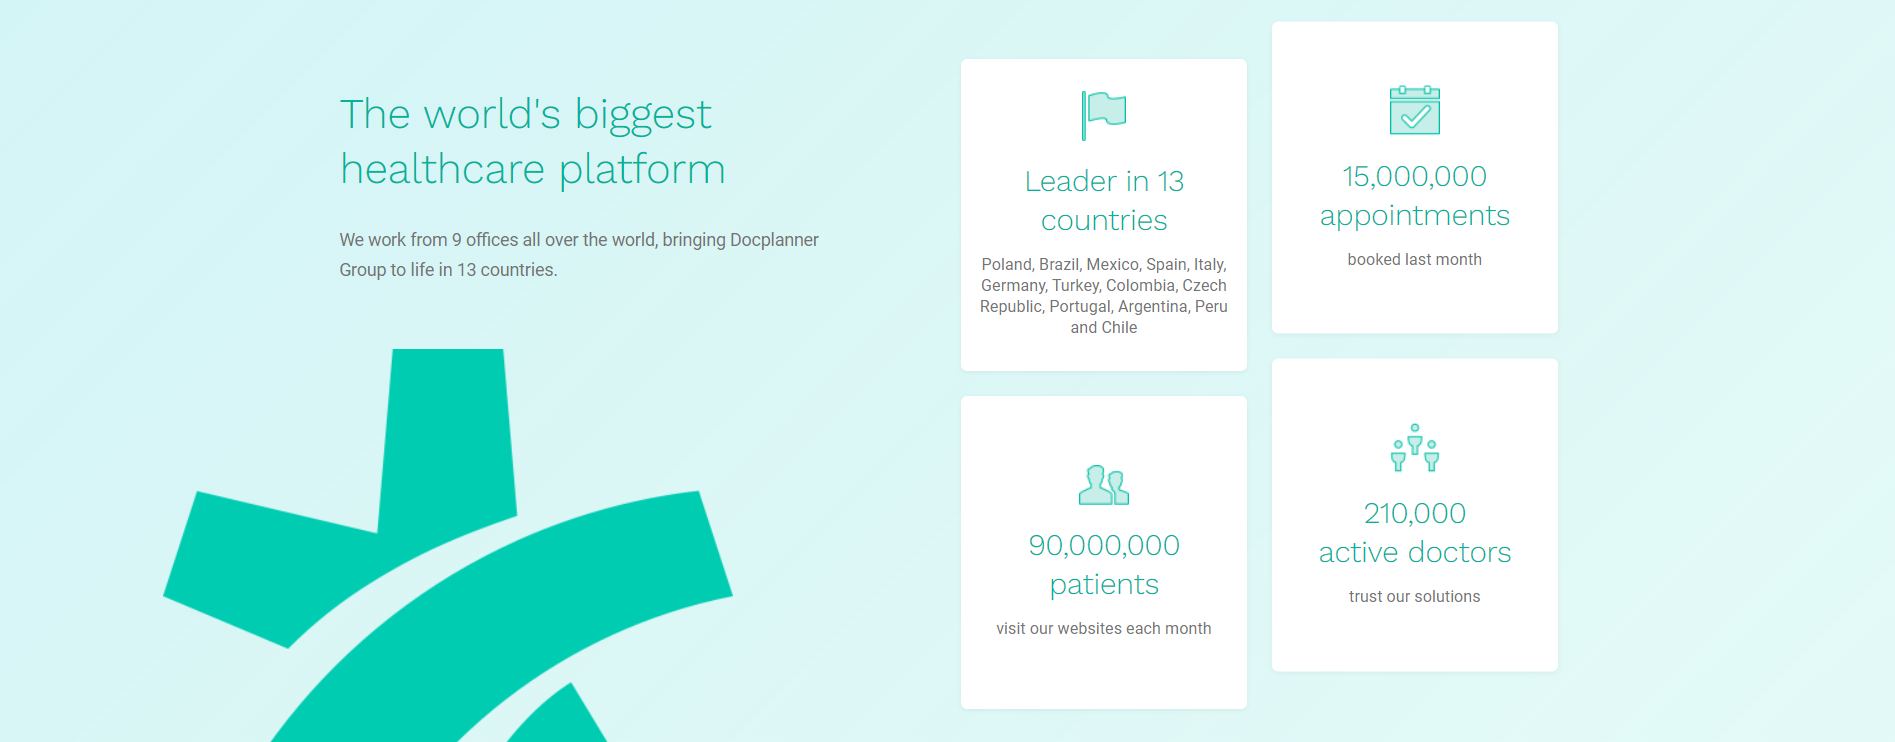 The world's biggest
healthcare platform
We work from 9 offices all over the world, bringing Docplanner
Group to life in 13 countries.
Leader in 13
countries
Poland, Brazil, Mexico, Spain, Italy,
Germany, Turkey, Colombia, Czech
Republic, Portugal, Argentina, Peru
and Chile
15,000,000
appointments
booked last month
90,000,000
patients
visit our websites each month
210,000
active doctors
trust our solutions